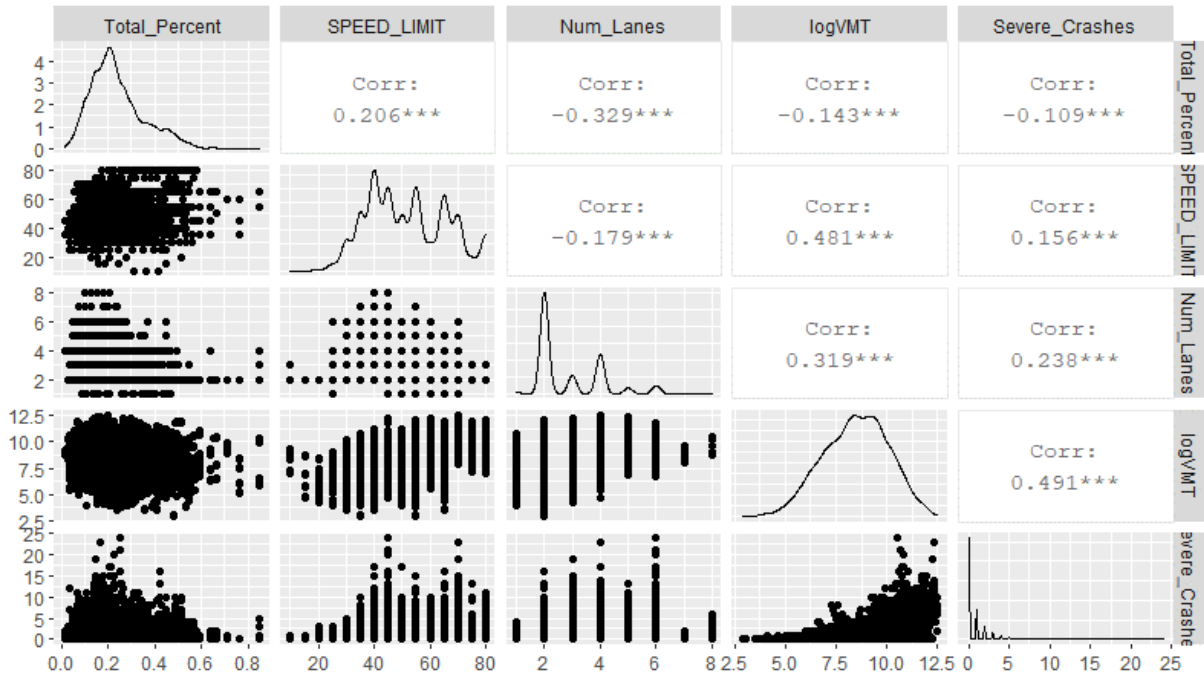 Total_Percent SPEED_LIMIT Num_Lanes logVMT Severe_Crashes
4
3
2
1
0
Corr:
0.206***
Corr:
-0.329***
Corr:
-0.143***
Corr:
-0.109***
Total_Percent
80
60
40
20
Corr:
-0.179***
Corr:
0.481***
Corr:
0.156***
SPEED_LIMIT
8
6
4
2
Corr:
0.319***
Corr:
0.238***
Num_Lanes
12.5
10.0
7.5
5.0
2.5
Corr:
0.491***
logVMT
25
20
15
10
5
0
evere_Crashe
0.0 0.2 0.4 0.6 0.8
20 40 60 80
2 4 6 8
2.5 5.0 7.5 10.0 12.5
0 5 10 15 20 25